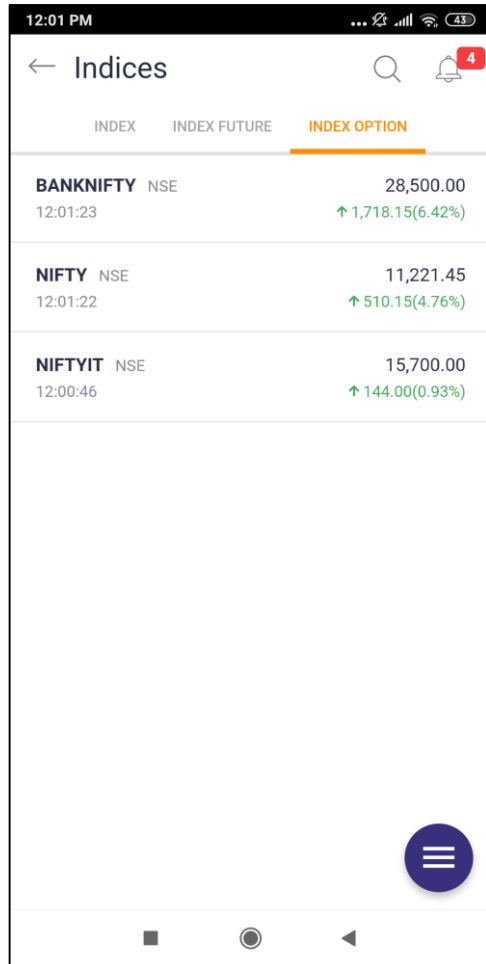 12:01 PM ... 43
Indices 4
INDEX INDEX FUTURE INDEX OPTION
BANKNIFTY NSE 28,500.00
12:01:23 ↑ 1,718.15(6.42%)
NIFTY NSE 11,221.45
12:01:22 ↑ 510.15(4.76%)
NIFTYIT NSE 15,700.00
12:00:46 ↑ 144.00(0.93%)